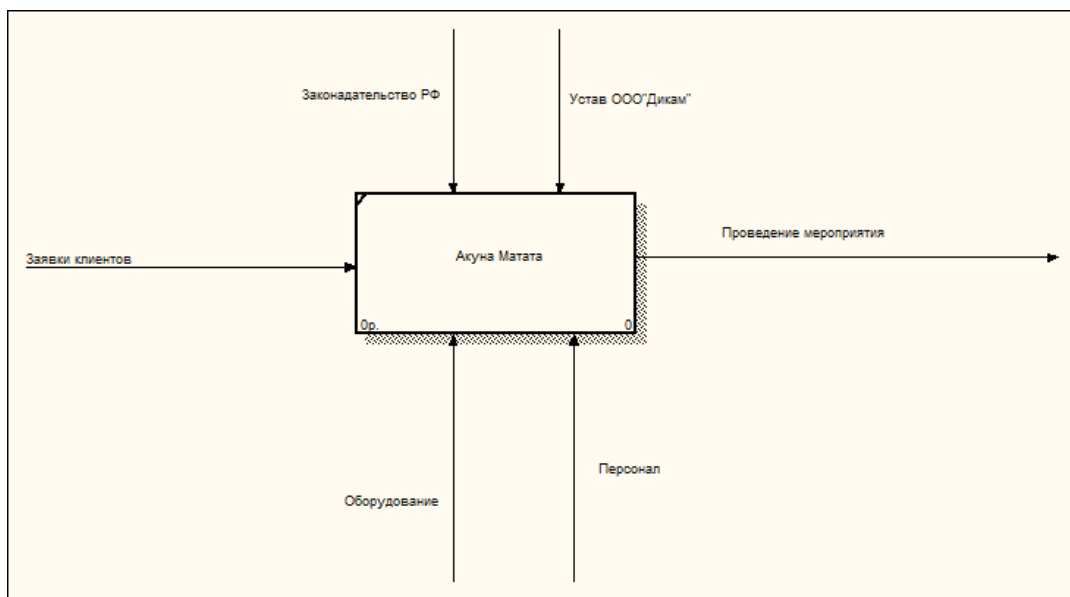 Законадательство РФ
Устав ООО"Дикам"
Проведение мероприятия
Заявки клиентов
Акуна Матата
0р.
0
Персонал
Оборудование